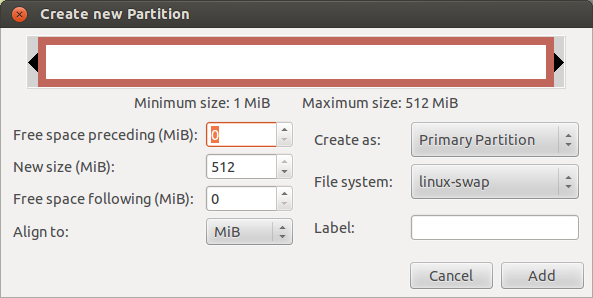 Create new Partition
Minimum size: 1 MiB Maximum size: 512 MiB
Free space preceding (MiB): 0
Create as: Primary Partition
New size (MiB): 512
File system: linux-swap
Free space following (MiB): 0
Label:
Align to: MiB
Cancel Add